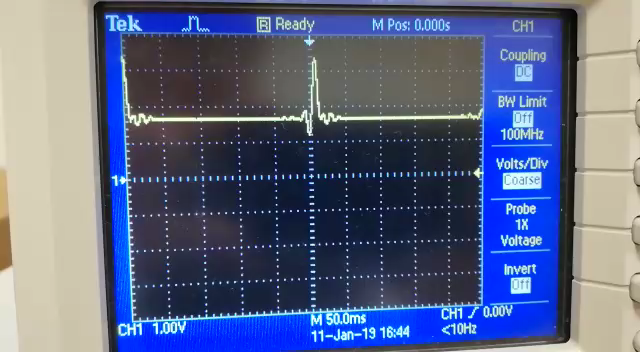 Tek R Ready M Pos: 0.000s CH1
Coupling
DC
BW Limit
Off
100MHz
Volts/Div
Coarse
Probe
1X
Voltage
Invert
Off
1
CH1 1.00V M 50.0ms CH1 0.00V
11-Jan-19 16:44 <10Hz